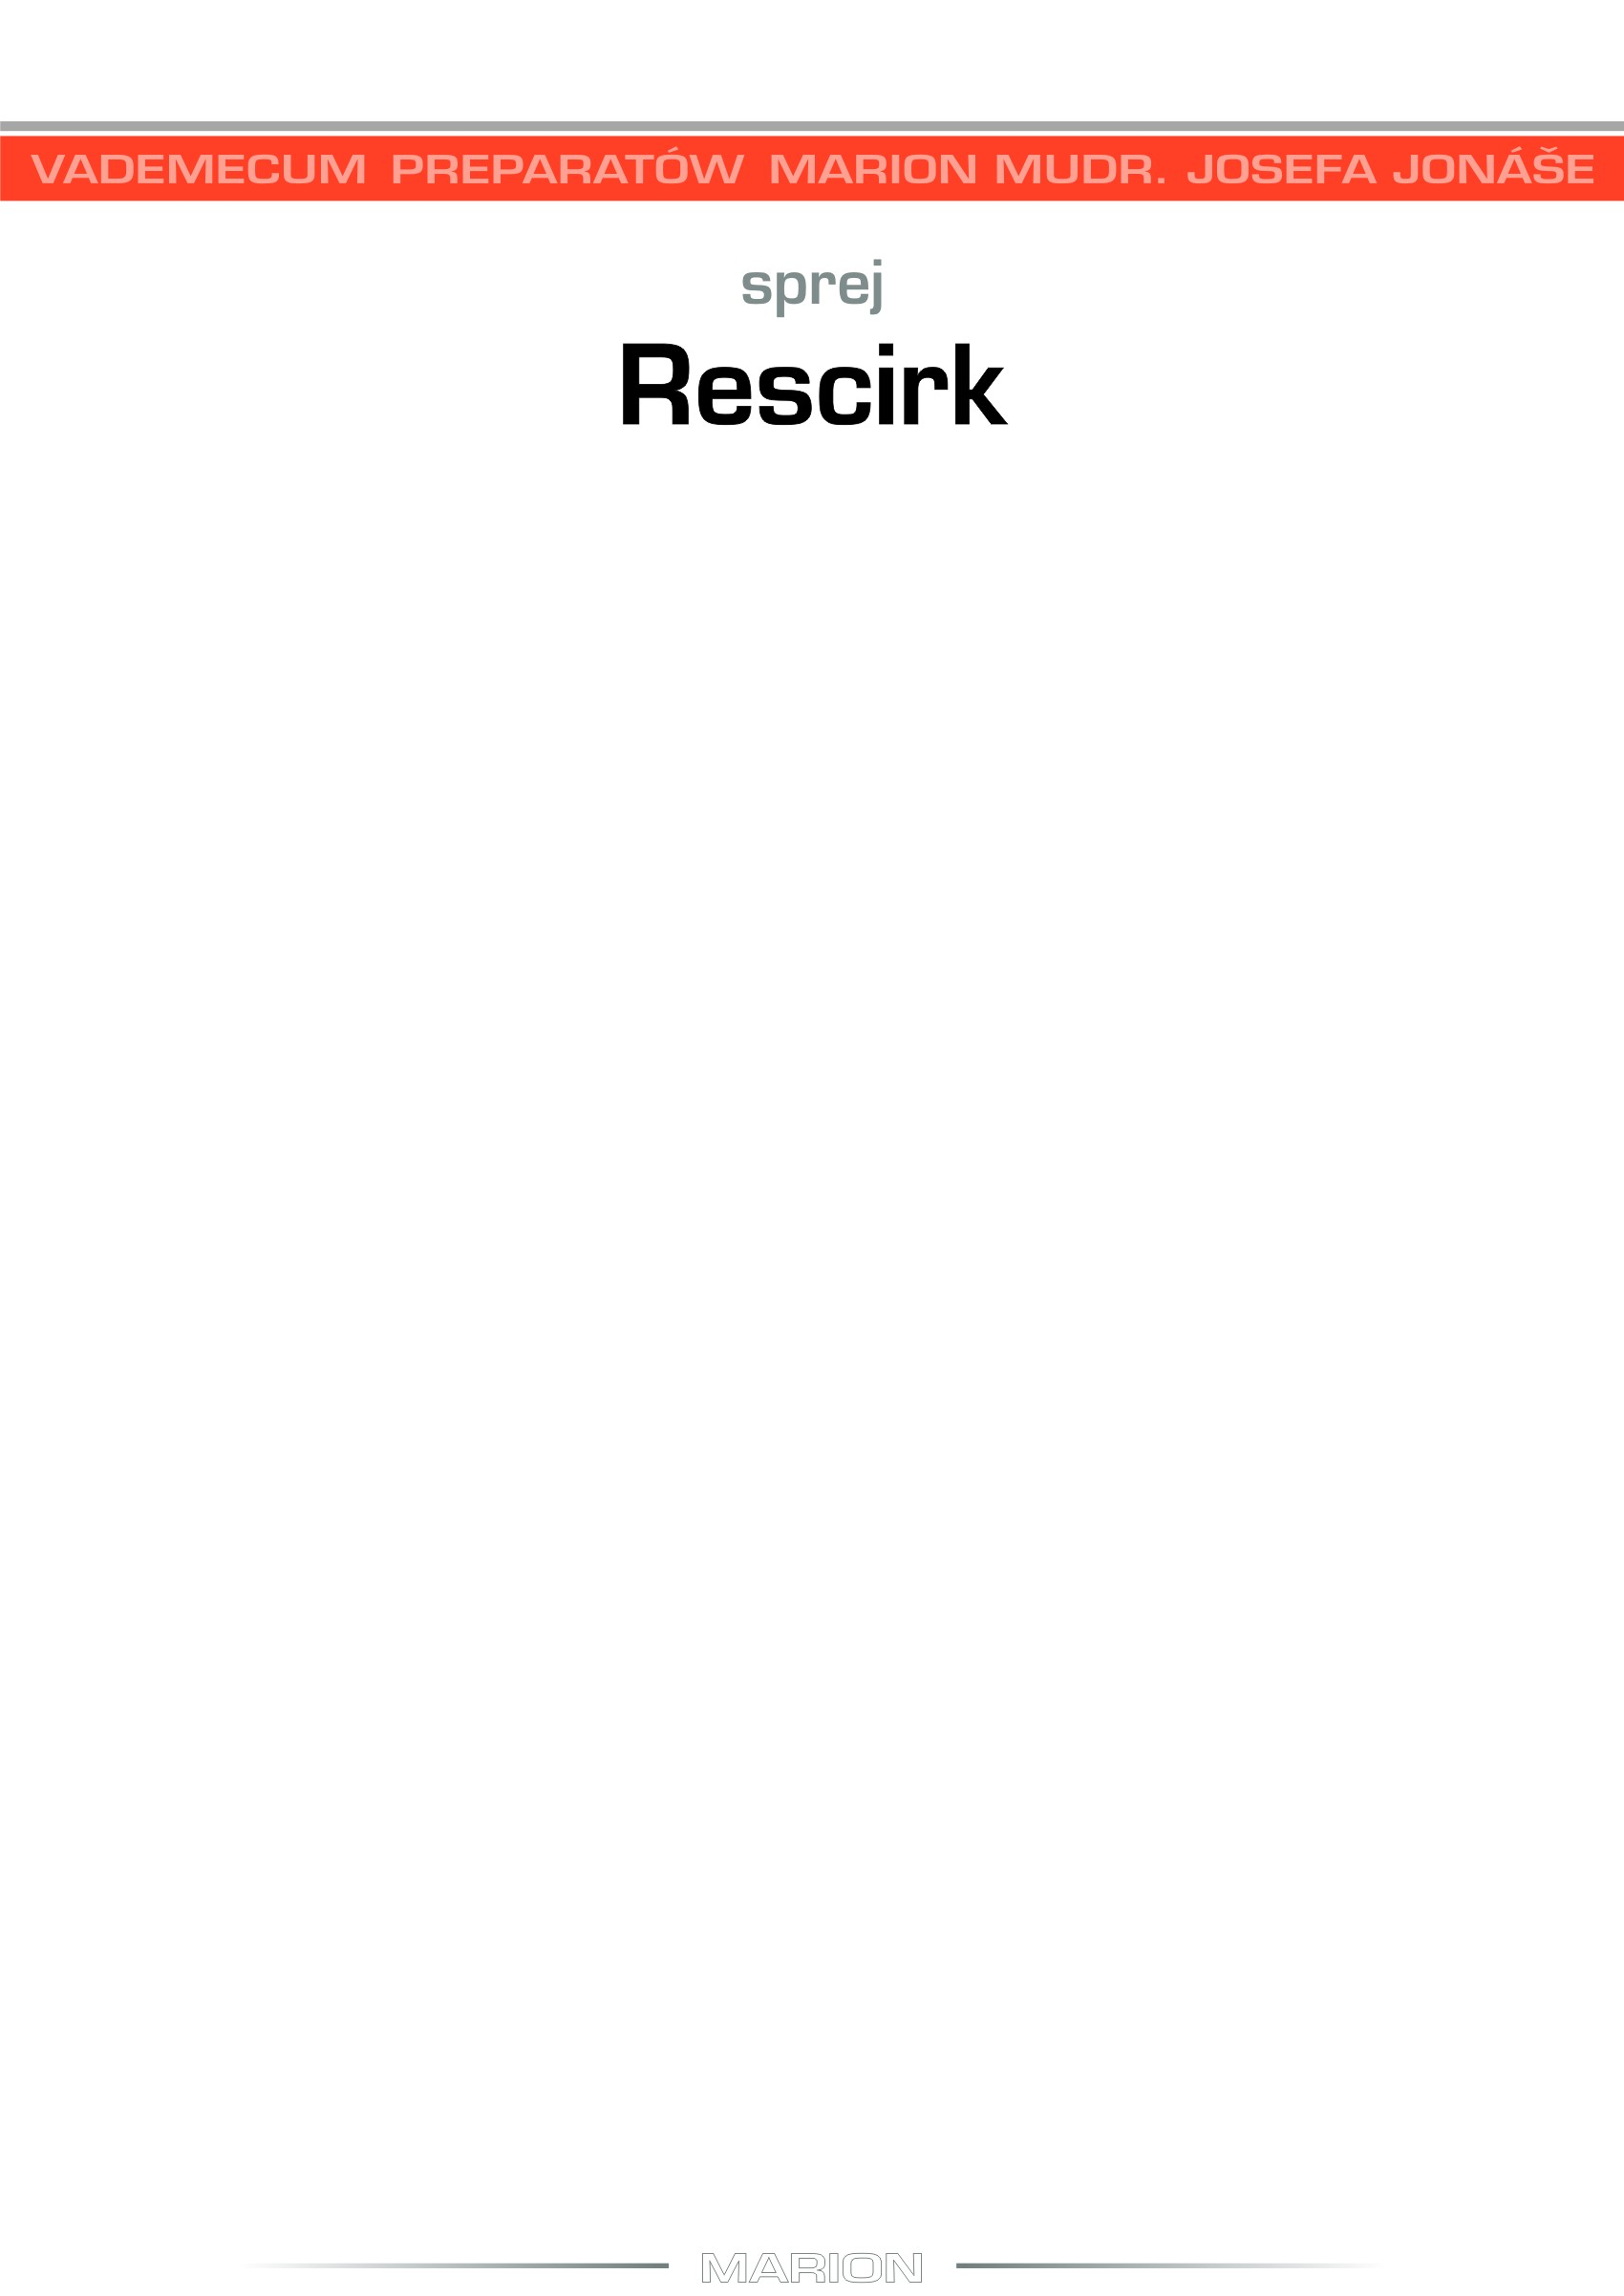 VADEMECUM PREPARATÓW MARION MUDR. JOSEFA JONÁŠE
sprej
Rescirk
MARION